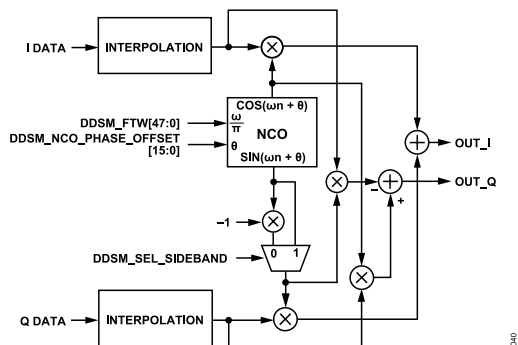 I DATA
INTERPOLATION
COS(ωn + θ)
DDSM_FTW[47:0]
ω
π
NCO
DDSM_NCO_PHASE_OFFSET
[15:0]
θ
SIN(ωn + θ)
OUT_I
–
+
OUT_Q
–1
0 1
DDSM_SEL_SIDEBAND
Q DATA
INTERPOLATION
040